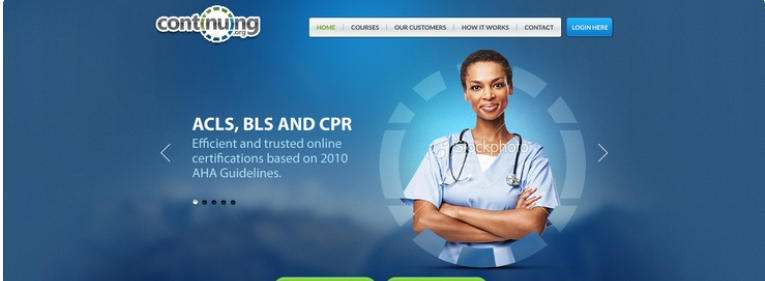 continuing
.org
HOME
COURSES
OUR CUSTOMERS
HOW IT WORKS
CONTACT
LOGIN HERE
ACLS, BLS AND CPR
Efficient and trusted online
certifications based on 2010
AHA Guidelines.
iStockphoto